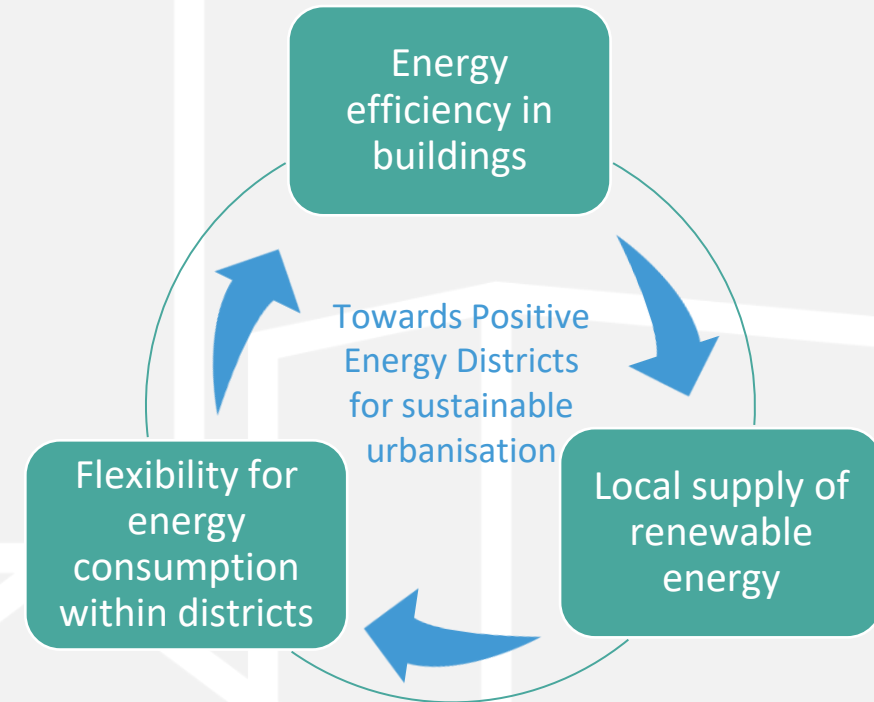 Energy
efficiency in
buildings
Towards Positive
Energy Districts
for sustainable
urbanisation
Flexibility for
energy
consumption
within districts
Local supply of
renewable
energy